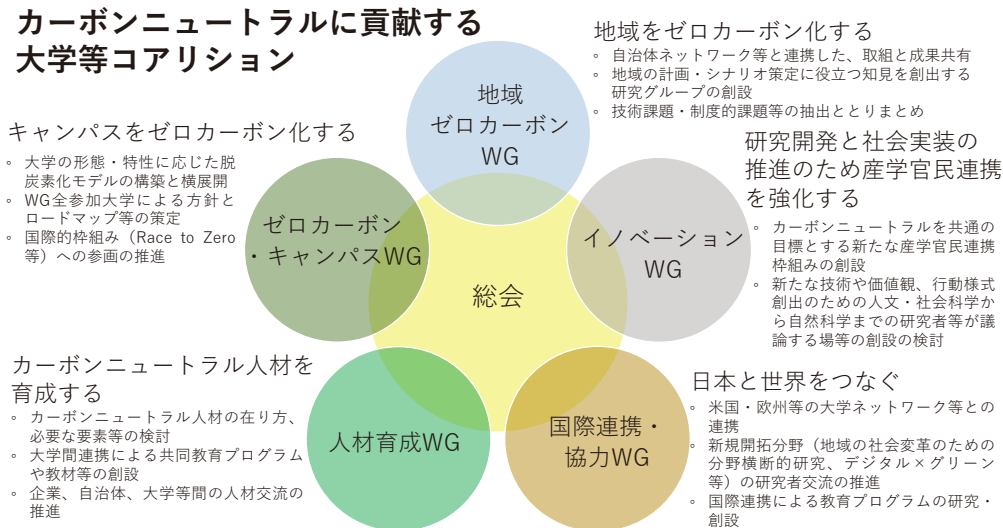 カーボンニュートラルに貢献する
大学等コアリション
地域をゼロカーボン化する
◦ 自治体ネットワーク等と連携した、取組と成果共有
◦ 地域の計画・シナリオ策定に役立つ知見を創出する
研究グループの創設
◦ 技術課題・制度的課題等の抽出ととりまとめ
地域
ゼロカーボン
WG
キャンパスをゼロカーボン化する
◦ 大学の形態・特性に応じた脱
炭素化モデルの構築と横展開
◦ WG全参加大学による方針と
ロードマップ等の策定
◦ 国際的枠組み（Race to Zero
等）への参画の推進
ゼロカーボン
・キャンパスWG
研究開発と社会実装の
推進のため産学官民連携
を強化する
◦ カーボンニュートラルを共通の
目標とする新たな産学官民連携
枠組みの創設
◦ 新たな技術や価値観、行動様式
創出のための人文・社会科学か
ら自然科学までの研究者等が議
論する場等の創設の検討
イノベーション
WG
総会
カーボンニュートラル人材を
育成する
◦ カーボンニュートラル人材の在り方、
必要な要素等の検討
◦ 大学間連携による共同教育プログラム
や教材等の創設
◦ 企業、自治体、大学等間の人材交流の
推進
人材育成WG
国際連携・
協力WG
日本と世界をつなぐ
◦ 米国・欧州等の大学ネットワーク等との
連携
◦ 新規開拓分野（地域の社会変革のための
分野横断的研究、デジタル×グリーン
等）の研究者交流の推進
◦ 国際連携による教育プログラムの研究・
創設